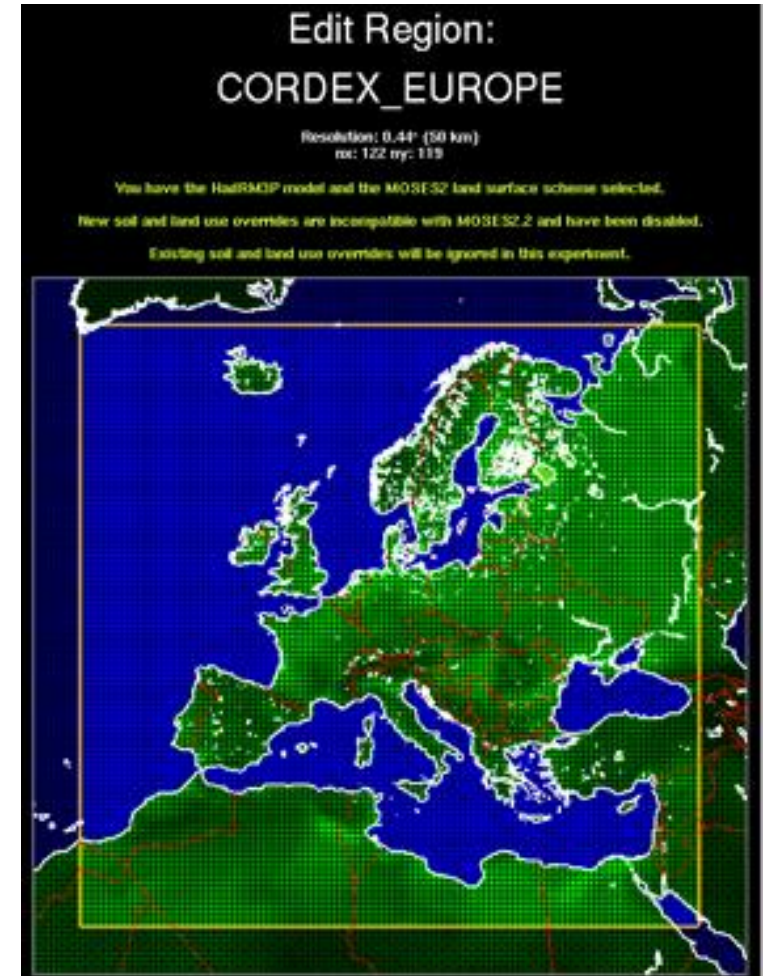 Edit Region:
CORDEX_EUROPE
Resolution: 0.44° (50 km)
nx: 122 ny: 119
You have the HadRM3P model and the MOSES2 land surface scheme selected.
New soil and land use overrides are incompatible with MOSES2.2 and have been disabled.
Existing soil and land use overrides will be ignored in this experiment.